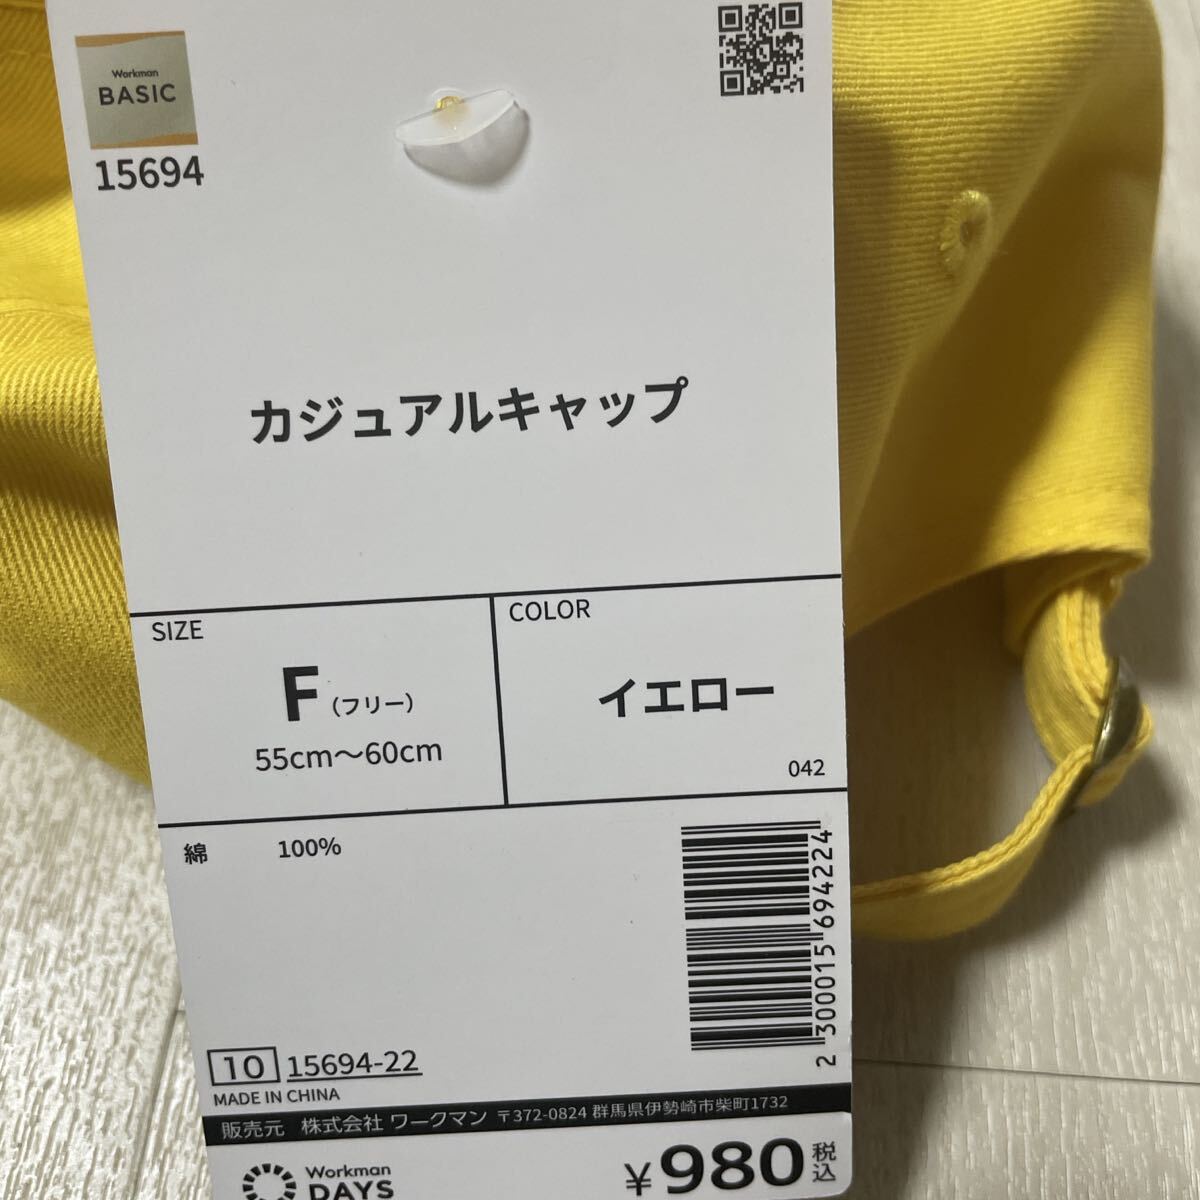 Workman
BASIC
15694
カジュアルキャップ
SIZE
F（フリー）
55cm～60cm
COLOR
イエロー
042
綿 100%
2 300015 694224
10 15694-22
MADE IN CHINA
販売元 株式会社 ワークマン 〒372-0824 群馬県伊勢崎市柴町1732
Workman
DAYS
¥980税込